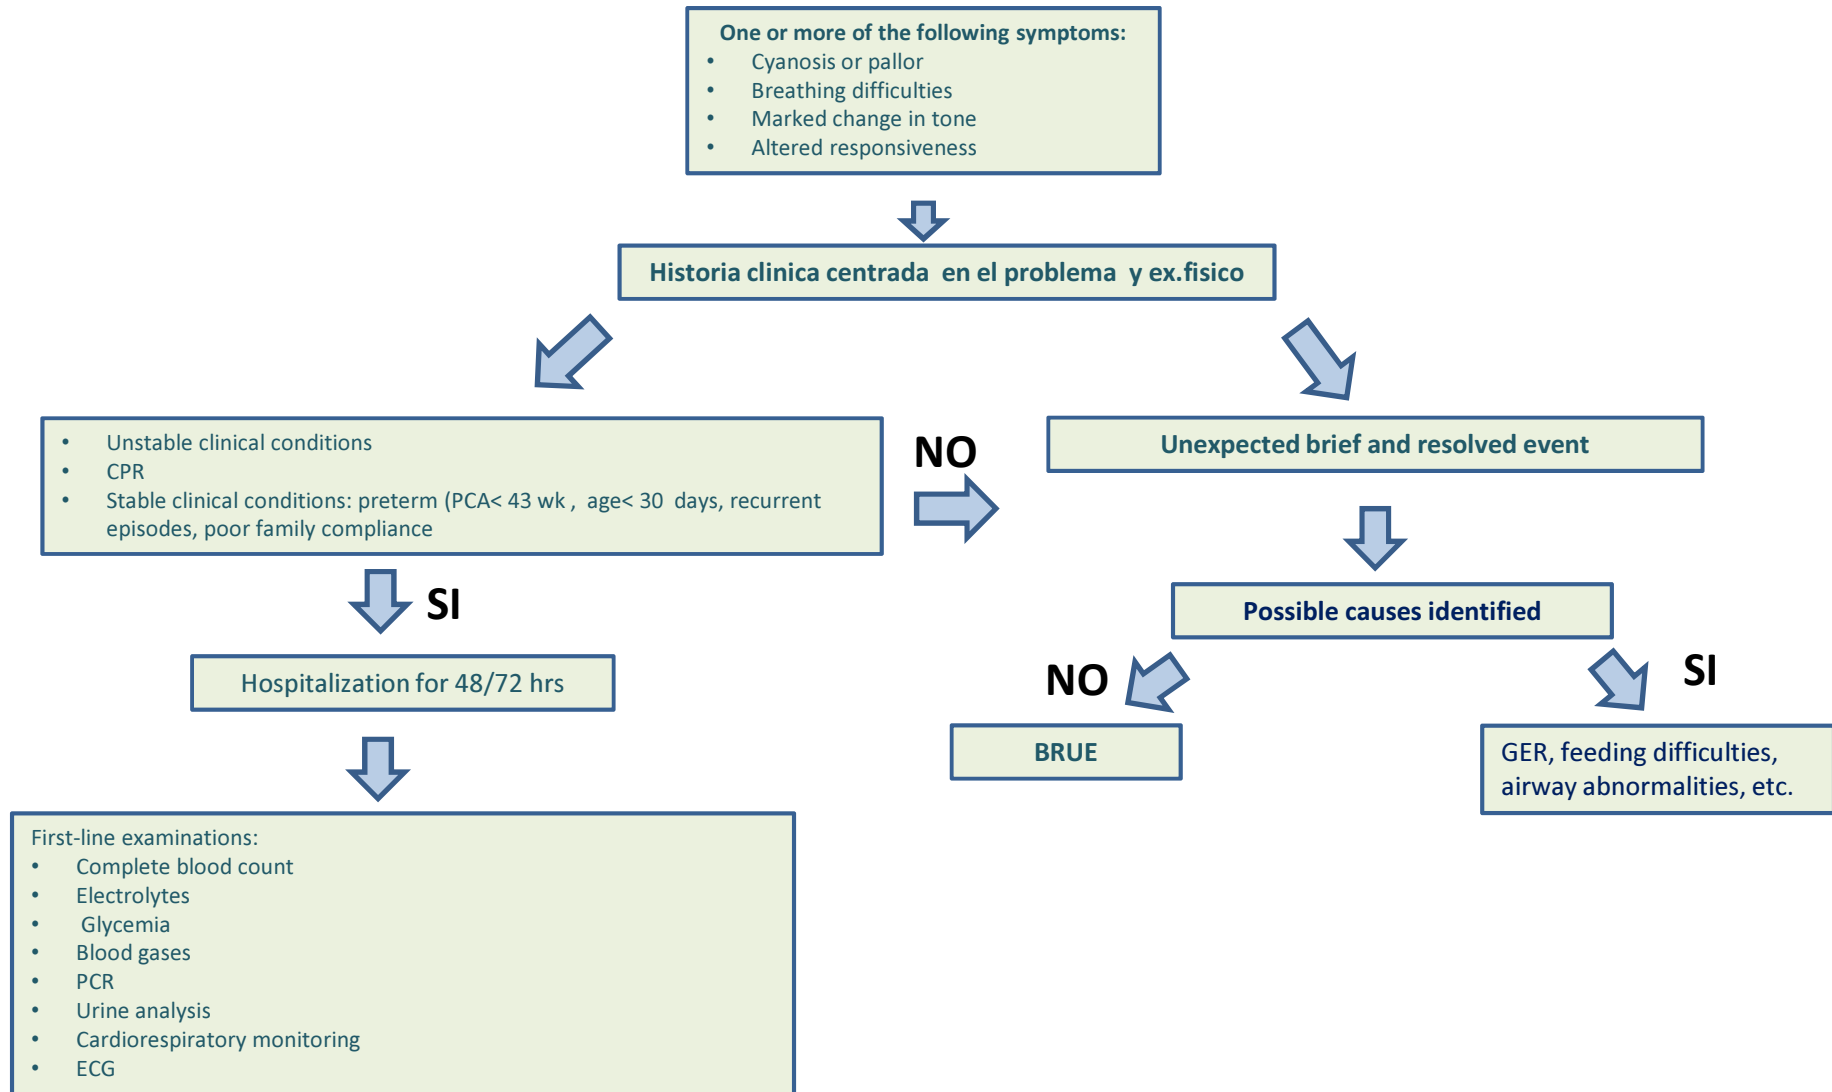 One or more of the following symptoms:
• Cyanosis or pallor
• Breathing difficulties
• Marked change in tone
• Altered responsiveness
Historia clinica centrada en el problema y ex.fisico
• Unstable clinical conditions
• CPR
• Stable clinical conditions: preterm (PCA< 43 wk , age< 30 days, recurrent
episodes, poor family compliance
NO
Unexpected brief and resolved event
SI
Possible causes identified
Hospitalization for 48/72 hrs
NO
SI
BRUE
GER, feeding difficulties,
airway abnormalities, etc.
First-line examinations:
• Complete blood count
• Electrolytes
• Glycemia
• Blood gases
• PCR
• Urine analysis
• Cardiorespiratory monitoring
• ECG